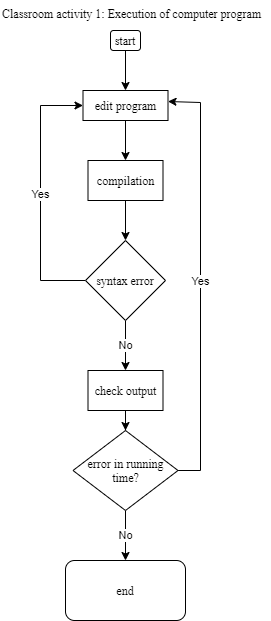 Classroom activity 1: Execution of computer program
start
edit program
Yes
compilation
syntax error
Yes
No
check output
error in running
time?
No
end